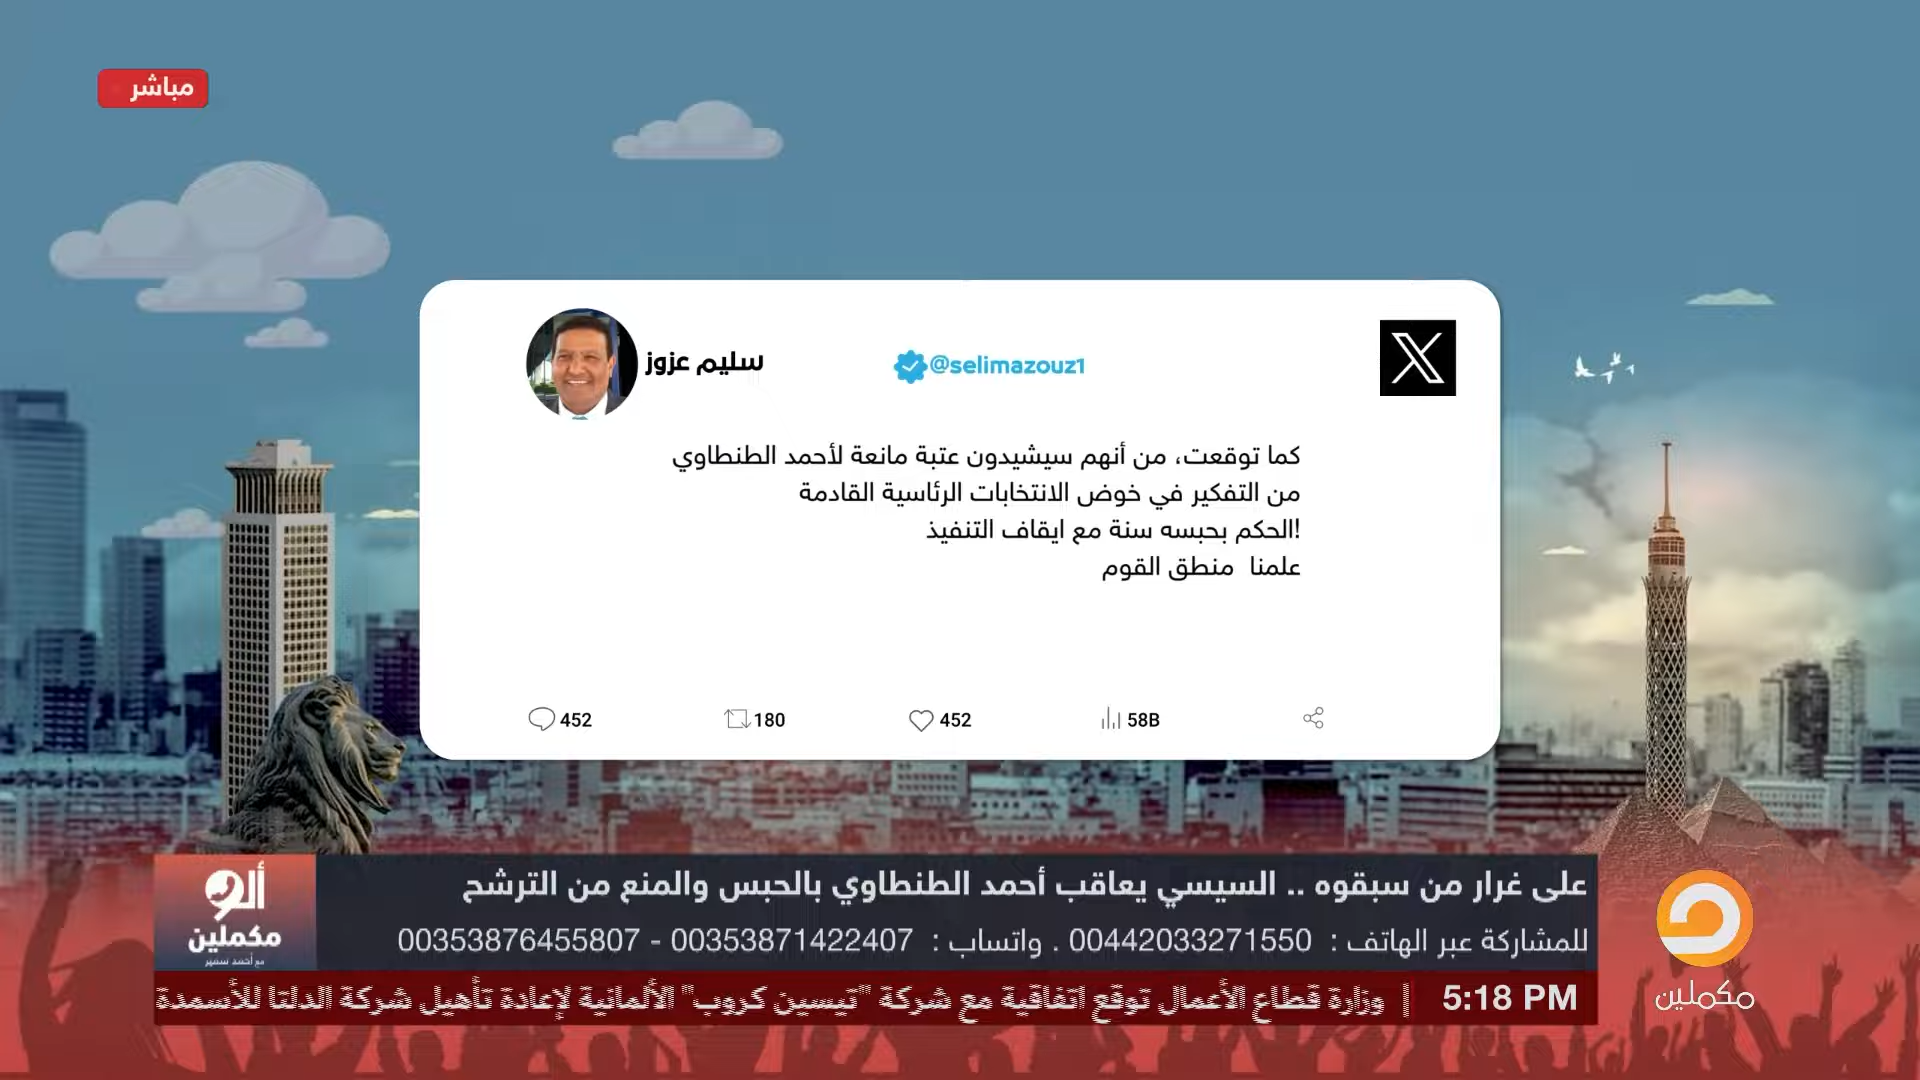 مباشر
سليم عزوز
@selimazouz1
كما توقعت، من أنهم سيشيدون عتبة مانعة لأحمد الطنطاوي
من التفكير في خوض الانتخابات الرئاسية القادمة
!الحكم بحبسه سنة مع ايقاف التنفيذ
علمنا منطق القوم
452
180
452
58B
على غرار من سبقوه .. السيسي يعاقب أحمد الطنطاوي بالحبس والمنع من الترشح
للمشاركة عبر الهاتف : 00442033271550 . واتساب : 00353871422407 - 00353876455807
ألو
مكملين
مع أحمد سمير
5:18 PM
| وزارة قطاع الأعمال توقع اتفاقية مع شركة "تيسين كروب" الألمانية لإعادة تأهيل شركة الدلتا للأسمدة
مكملين